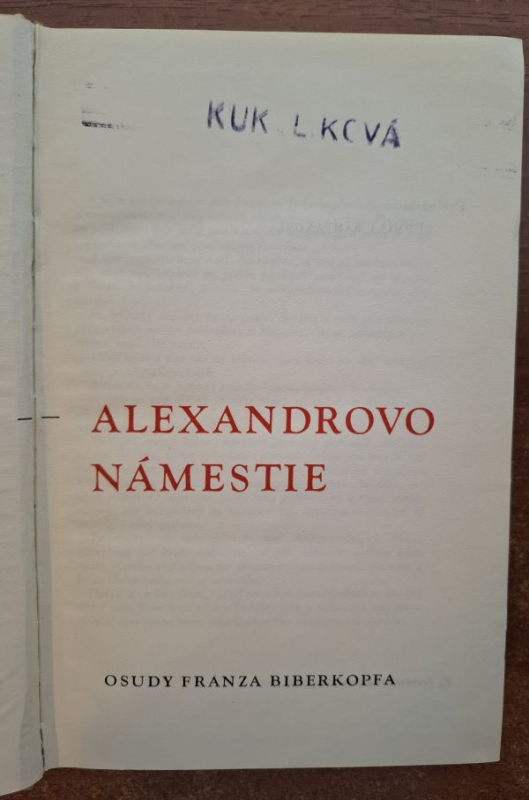 ALEXANDROVO
NÁMESTIE
OSUDY FRANZA BIBERKOPFA